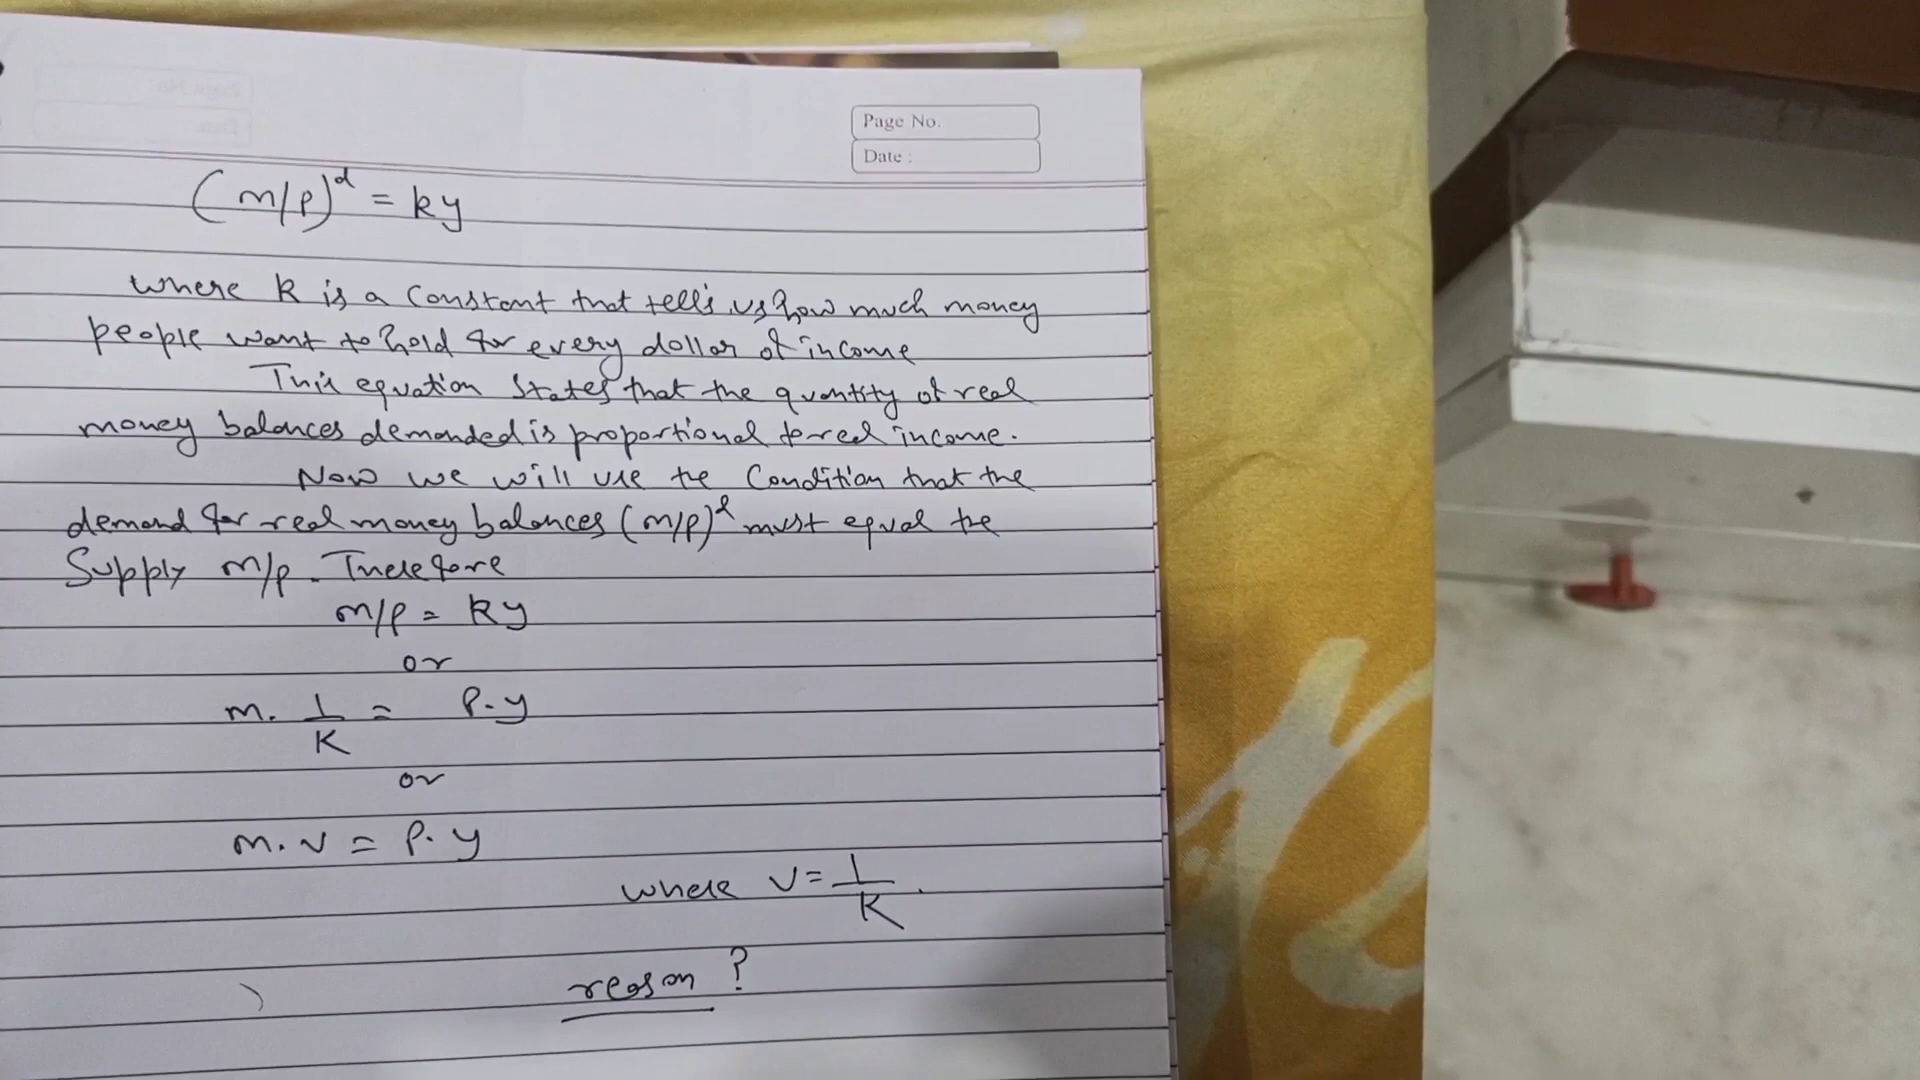 Page No.
Date :
(m/p)^d = ky
where k is a constant that tells us how much money
people want to hold for every dollar of income
This equation states that the quantity of real
money balances demanded is proportional to real income.
Now we will use the condition that the
demand for real money balances (m/p)^d must equal the
Supply m/p. Therefore
m/p = ky
or
m. 1/K = P.y
or
m.v = P.y
where v = 1/K.
reason ?